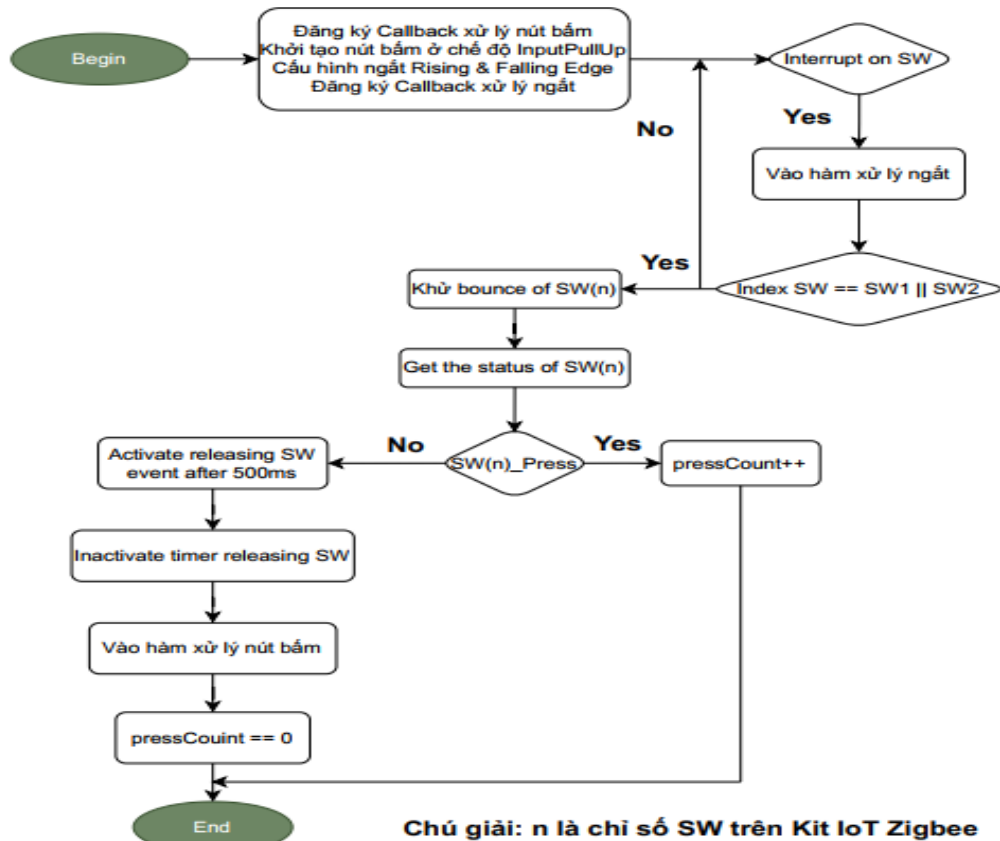 Begin
Đăng ký Callback xử lý nút bấm
Khởi tạo nút bấm ở chế độ InputPullUp
Cấu hình ngắt Rising & Falling Edge
Đăng ký Callback xử lý ngắt
Interrupt on SW
No
Yes
Vào hàm xử lý ngắt
Yes
Index SW == SW1 || SW2
Khử bounce of SW(n)
Get the status of SW(n)
No
SW(n)_Press
Yes
pressCount++
Activate releasing SW
event after 500ms
Inactivate timer releasing SW
Vào hàm xử lý nút bấm
pressCouint == 0
End
Chú giải: n là chỉ số SW trên Kit IoT Zigbee